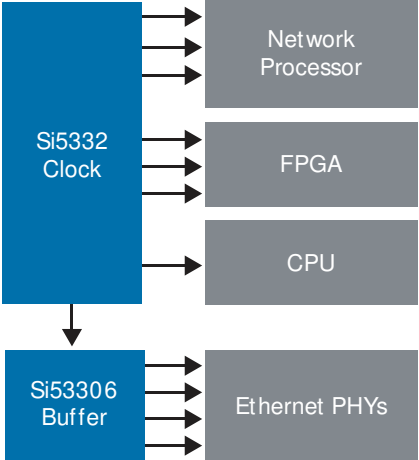 Network
Processor
Si5332
Clock
FPGA
CPU
Si53306
Buffer
Ethernet PHYs